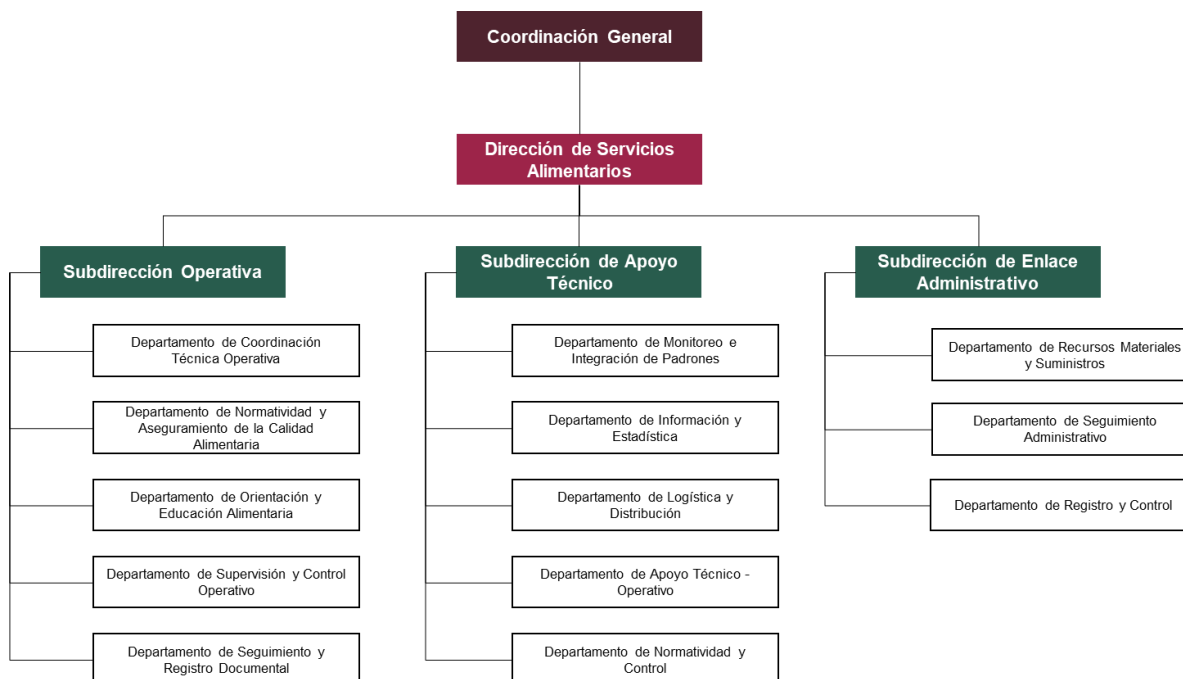 Coordinación General
Dirección de Servicios
Alimentarios
Subdirección Operativa
Departamento de Coordinación
Técnica Operativa
Departamento de Normatividad y
Aseguramiento de la Calidad
Alimentaria
Departamento de Orientación y
Educación Alimentaria
Departamento de Supervisión y Control
Operativo
Departamento de Seguimiento y
Registro Documental
Subdirección de Apoyo
Técnico
Departamento de Monitoreo e
Integración de Padrones
Departamento de Información y
Estadística
Departamento de Logística y
Distribución
Departamento de Apoyo Técnico -
Operativo
Departamento de Normatividad y
Control
Subdirección de Enlace
Administrativo
Departamento de Recursos Materiales
y Suministros
Departamento de Seguimiento
Administrativo
Departamento de Registro y Control